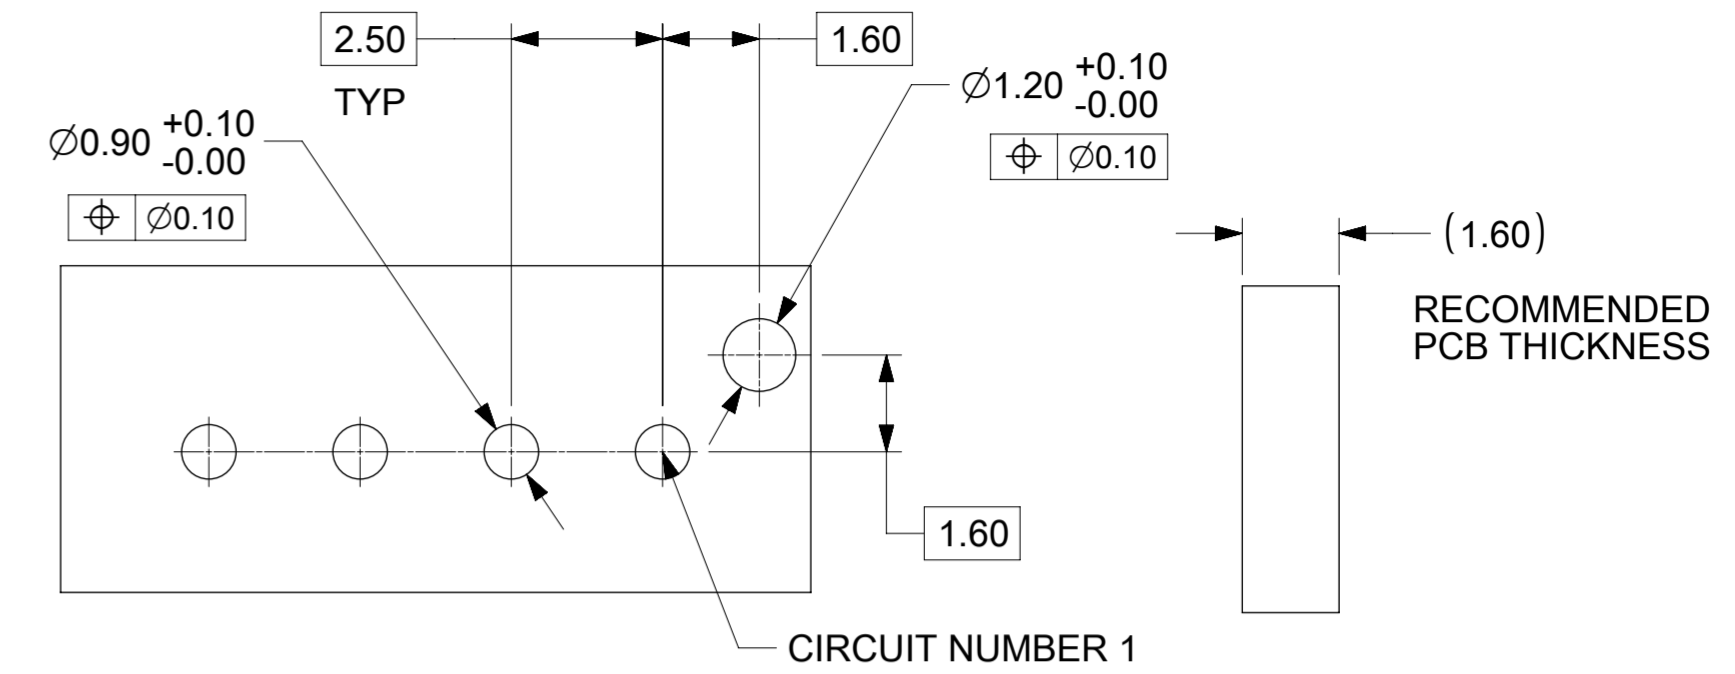 2.50
TYP
1.60
∅1.20 +0.10
-0.00
⌖ ∅0.10
∅0.90 +0.10
-0.00
⌖ ∅0.10
(1.60)
RECOMMENDED
PCB THICKNESS
1.60
CIRCUIT NUMBER 1